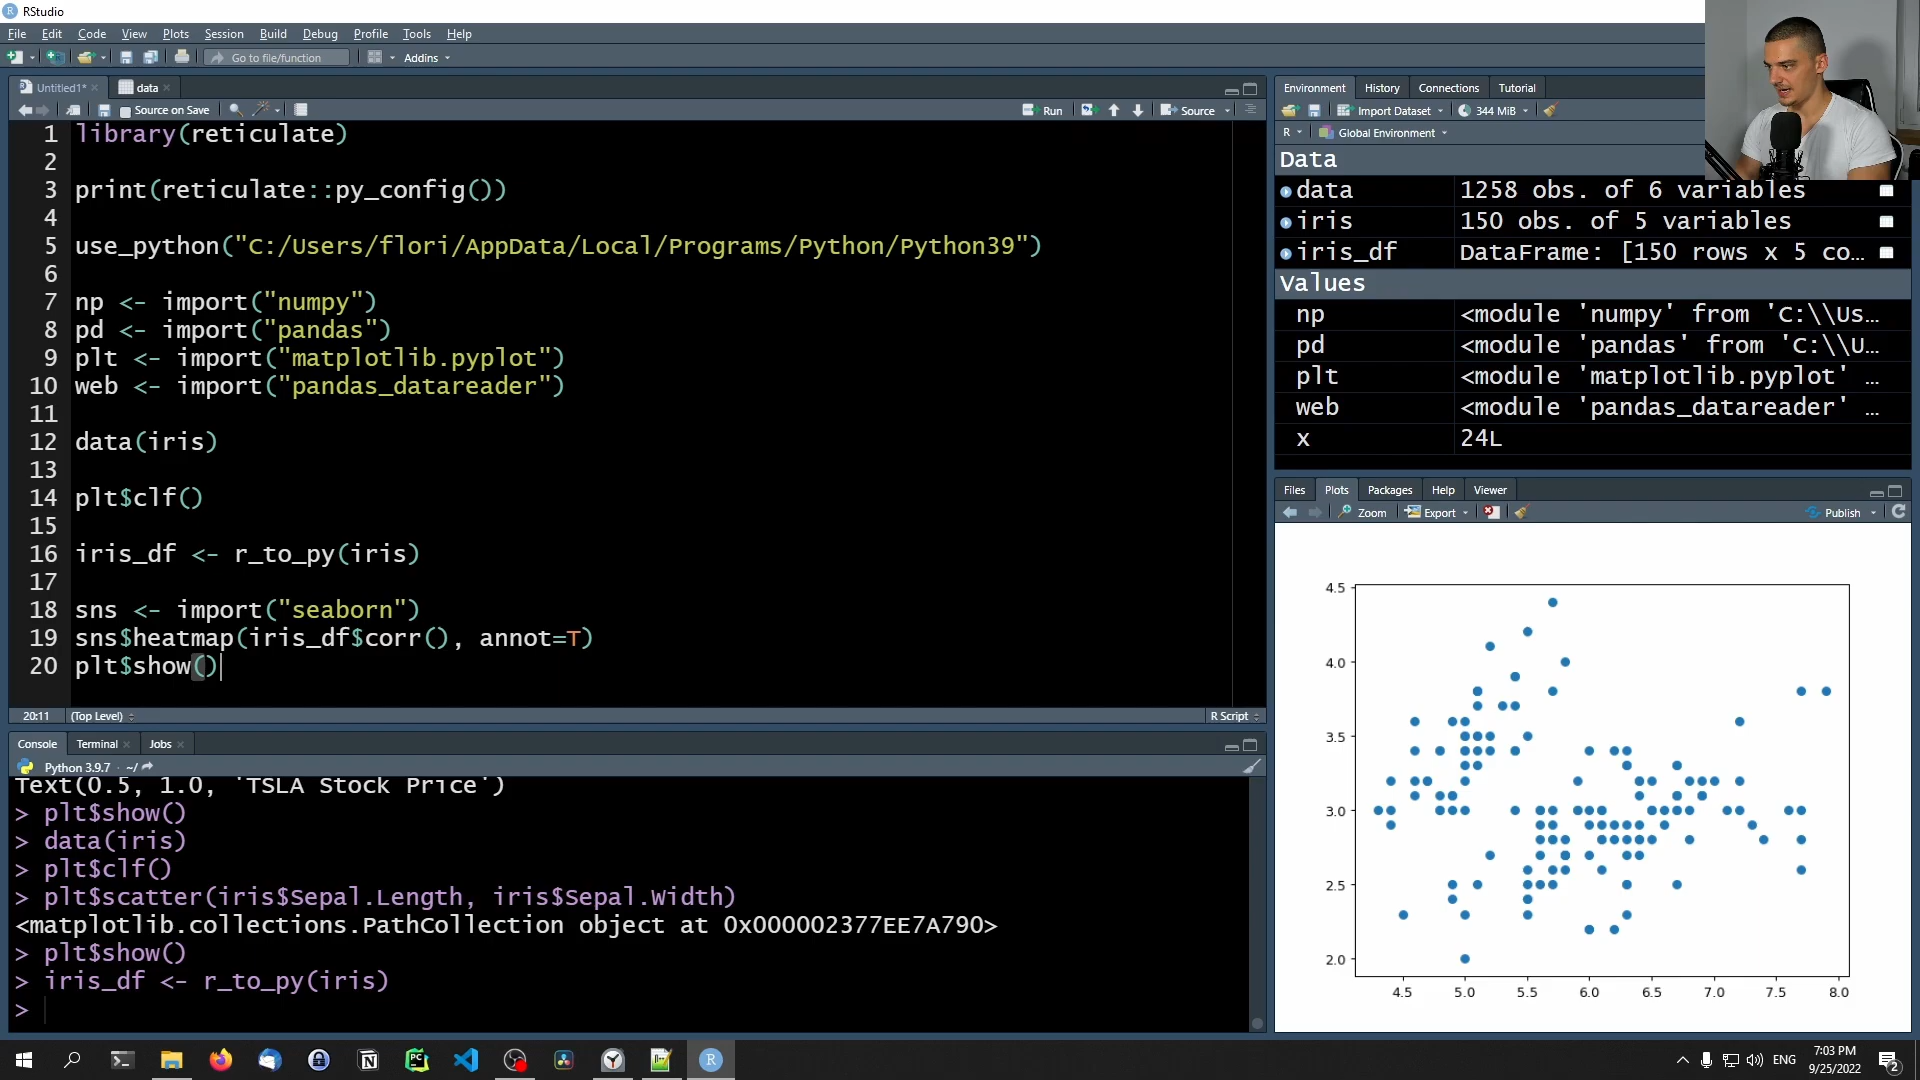 RStudio
File Edit Code View Plots Session Build Debug Profile Tools Help
Go to file/function Addins
Untitled1* data
Source on Save Run Source
1 library(reticulate)
2
3 print(reticulate::py_config())
4
5 use_python("C:/Users/flori/AppData/Local/Programs/Python/Python39")
6
7 np <- import("numpy")
8 pd <- import("pandas")
9 plt <- import("matplotlib.pyplot")
10 web <- import("pandas_datareader")
11
12 data(iris)
13
14 plt$clf()
15
16 iris_df <- r_to_py(iris)
17
18 sns <- import("seaborn")
19 sns$heatmap(iris_df$corr(), annot=T)
20 plt$show()
20:11 (Top Level) R Script
Console Terminal Jobs
Python 3.9.7 · ~/
Text(0.5, 1.0, 'TSLA Stock Price')
> plt$show()
> data(iris)
> plt$clf()
> plt$scatter(iris$Sepal.Length, iris$Sepal.Width)
<matplotlib.collections.PathCollection object at 0x000002377EE7A790>
> plt$show()
> iris_df <- r_to_py(iris)
>
Environment History Connections Tutorial
Import Dataset 344 MiB
R Global Environment
Data
data 1258 obs. of 6 variables
iris 150 obs. of 5 variables
iris_df DataFrame: [150 rows x 5 co…
Values
np <module 'numpy' from 'C:\\Us…
pd <module 'pandas' from 'C:\\U…
plt <module 'matplotlib.pyplot' …
web <module 'pandas_datareader' …
x 24L
Files Plots Packages Help Viewer
Zoom Export Publish
4.5
4.0
3.5
3.0
2.5
2.0
4.5 5.0 5.5 6.0 6.5 7.0 7.5 8.0
ENG
7:03 PM
9/25/2022
2